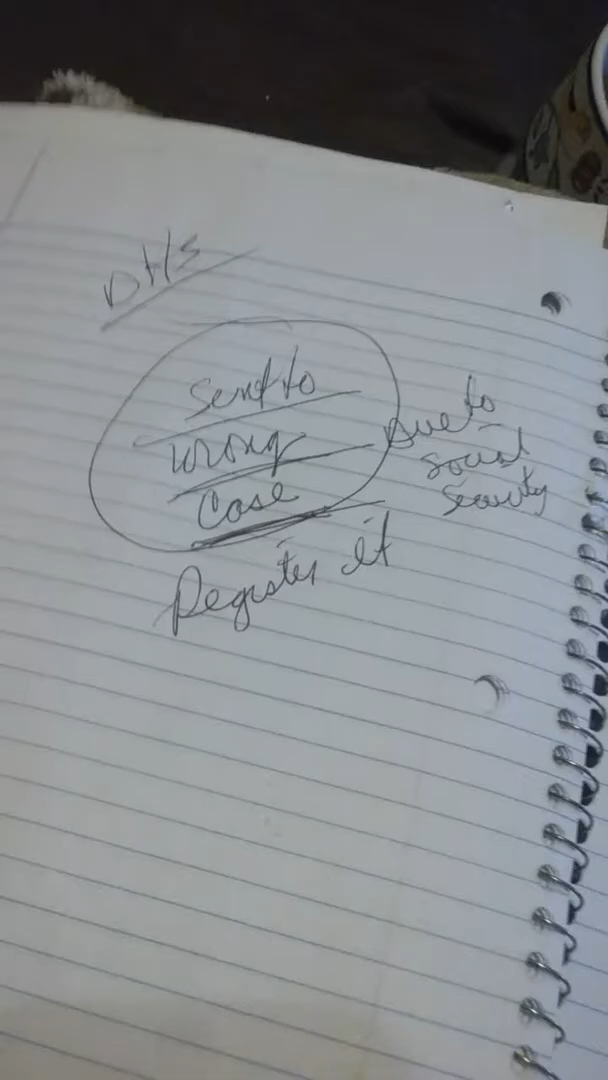 DHS
Sent to
wrong
Case
Due to
Social
Security
Register it